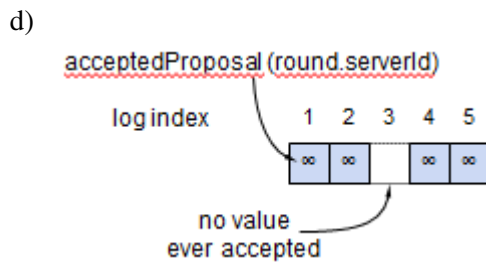 d)
acceptedProposal (round.serverId)
log index 1 2 3 4 5
∞ ∞ ∞ ∞
no value
ever accepted